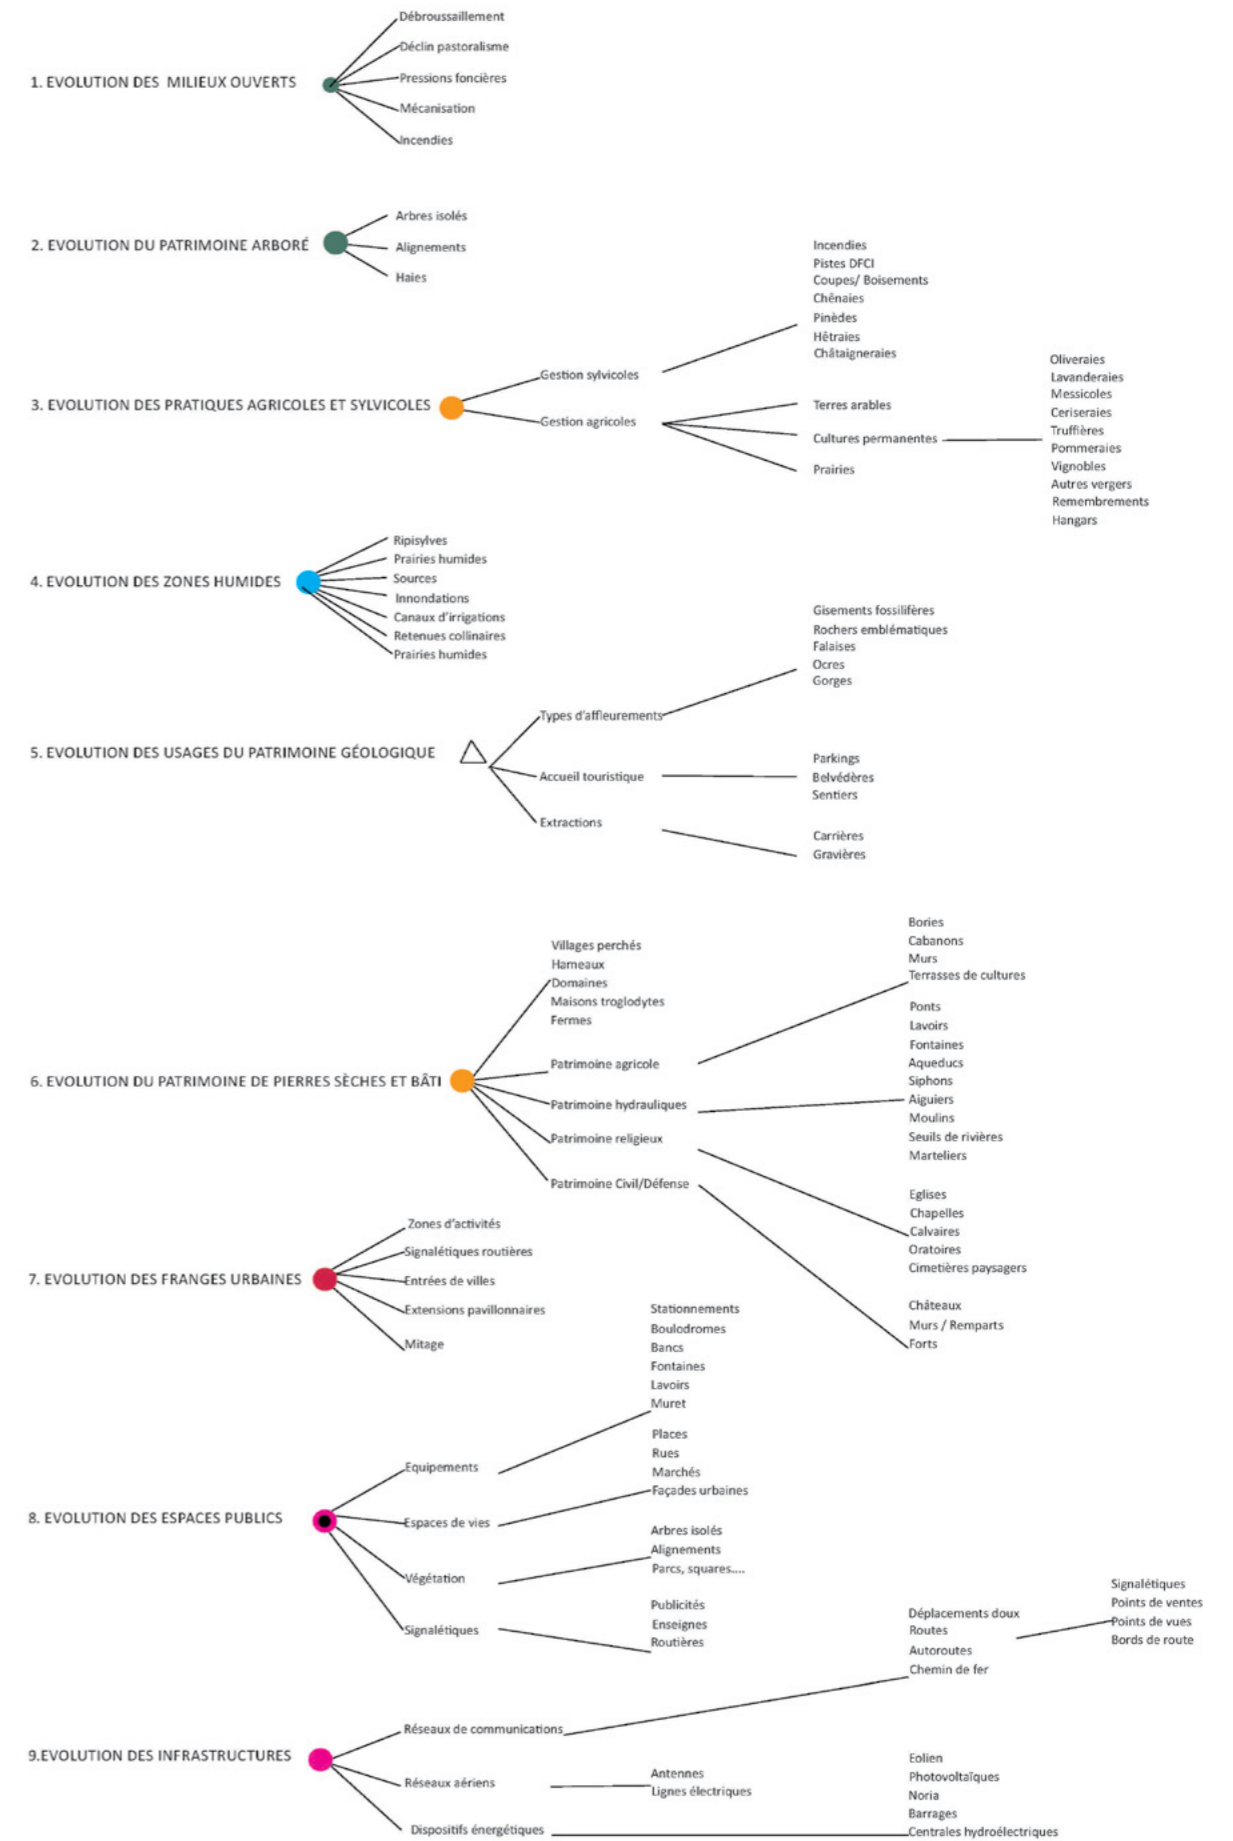 1. EVOLUTION DES MILIEUX OUVERTS
Débroussaillement
Déclin pastoralisme
Pressions foncières
Mécanisation
Incendies
2. EVOLUTION DU PATRIMOINE ARBORÉ
Arbres isolés
Alignements
Haies
3. EVOLUTION DES PRATIQUES AGRICOLES ET SYLVICOLES
Gestion sylvicoles
Incendies
Pistes DFCI
Coupes/ Boisements
Chênaies
Pinèdes
Hêtraies
Châtaigneraies
Gestion agricoles
Terres arables
Cultures permanentes
Prairies
Oliveraies
Lavanderaies
Messicoles
Ceriseraies
Truffières
Pommeraies
Vignobles
Autres vergers
Remembrements
Hangars
4. EVOLUTION DES ZONES HUMIDES
Ripisylves
Prairies humides
Sources
Innondations
Canaux d'irrigations
Retenues collinaires
Prairies humides
5. EVOLUTION DES USAGES DU PATRIMOINE GÉOLOGIQUE
Types d'affleurements
Gisements fossilifères
Rochers emblématiques
Falaises
Ocres
Gorges
Accueil touristique
Parkings
Belvédères
Sentiers
Extractions
Carrières
Gravières
6. EVOLUTION DU PATRIMOINE DE PIERRES SÈCHES ET BÂTI
Villages perchés
Hameaux
Domaines
Maisons troglodytes
Fermes
Patrimoine agricole
Bories
Cabanons
Murs
Terrasses de cultures
Patrimoine hydrauliques
Ponts
Lavoirs
Fontaines
Aqueducs
Siphons
Aiguiers
Moulins
Seuils de rivières
Marteliers
Patrimoine religieux
Eglises
Chapelles
Calvaires
Oratoires
Cimetières paysagers
Patrimoine Civil/Défense
Châteaux
Murs / Remparts
Forts
7. EVOLUTION DES FRANGES URBAINES
Zones d'activités
Signalétiques routières
Entrées de villes
Extensions pavillonnaires
Mitage
8. EVOLUTION DES ESPACES PUBLICS
Equipements
Stationnements
Boulodromes
Bancs
Fontaines
Lavoirs
Muret
Espaces de vies
Places
Rues
Marchés
Façades urbaines
Végétation
Arbres isolés
Alignements
Parcs, squares....
Signalétiques
Publicités
Enseignes
Routières
9.EVOLUTION DES INFRASTRUCTURES
Réseaux de communications
Déplacements doux
Routes
Autoroutes
Chemin de fer
Signalétiques
Points de ventes
Points de vues
Bords de route
Réseaux aériens
Antennes
Lignes électriques
Dispositifs énergétiques
Eolien
Photovoltaïques
Noria
Barrages
Centrales hydroélectriques